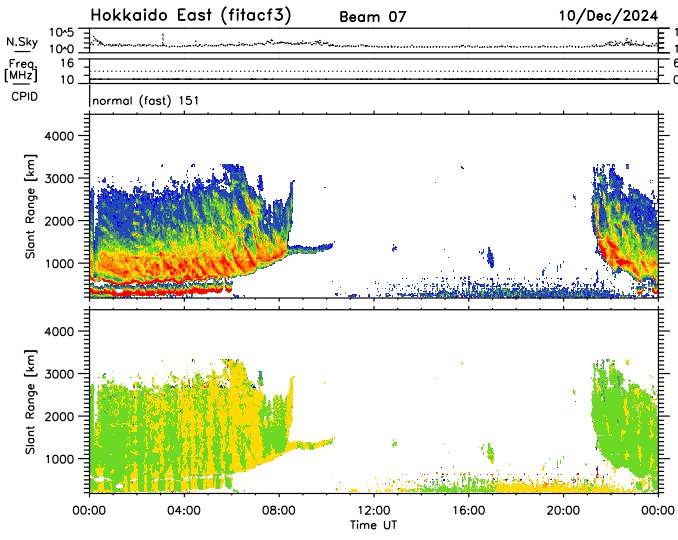 Hokkaido East (fitacf3) Beam 07 10/Dec/2024
N.Sky 10^5 10^0 1 1
Freq. [MHz] 16 10 6 0
CPID normal (fast) 151
Slant Range [km] 4000 3000 2000 1000
Slant Range [km] 4000 3000 2000 1000
00:00 04:00 08:00 12:00 16:00 20:00 00:00
Time UT